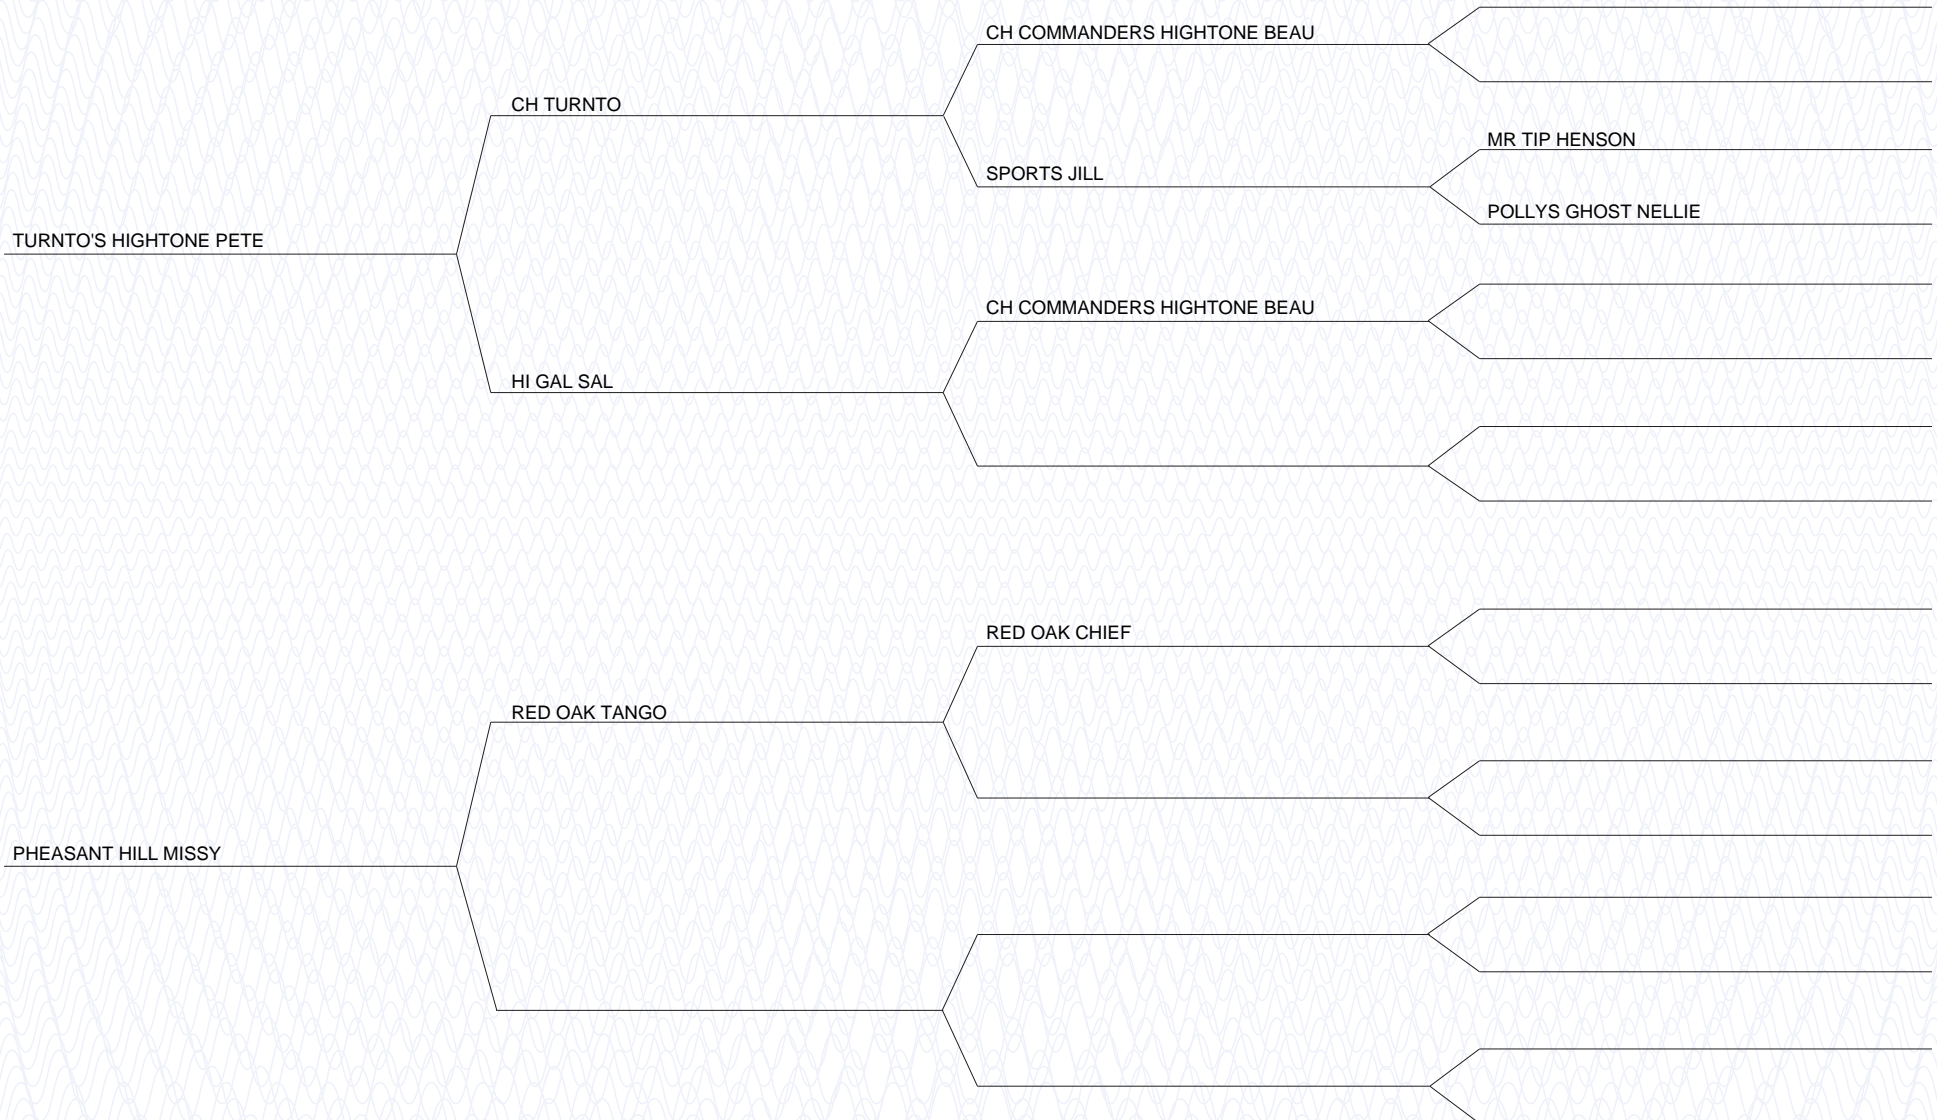 CH COMMANDERS HIGHTONE BEAU
CH TURNTO
MR TIP HENSON
SPORTS JILL
POLLYS GHOST NELLIE
TURNTO'S HIGHTONE PETE
CH COMMANDERS HIGHTONE BEAU
HI GAL SAL
RED OAK CHIEF
RED OAK TANGO
PHEASANT HILL MISSY